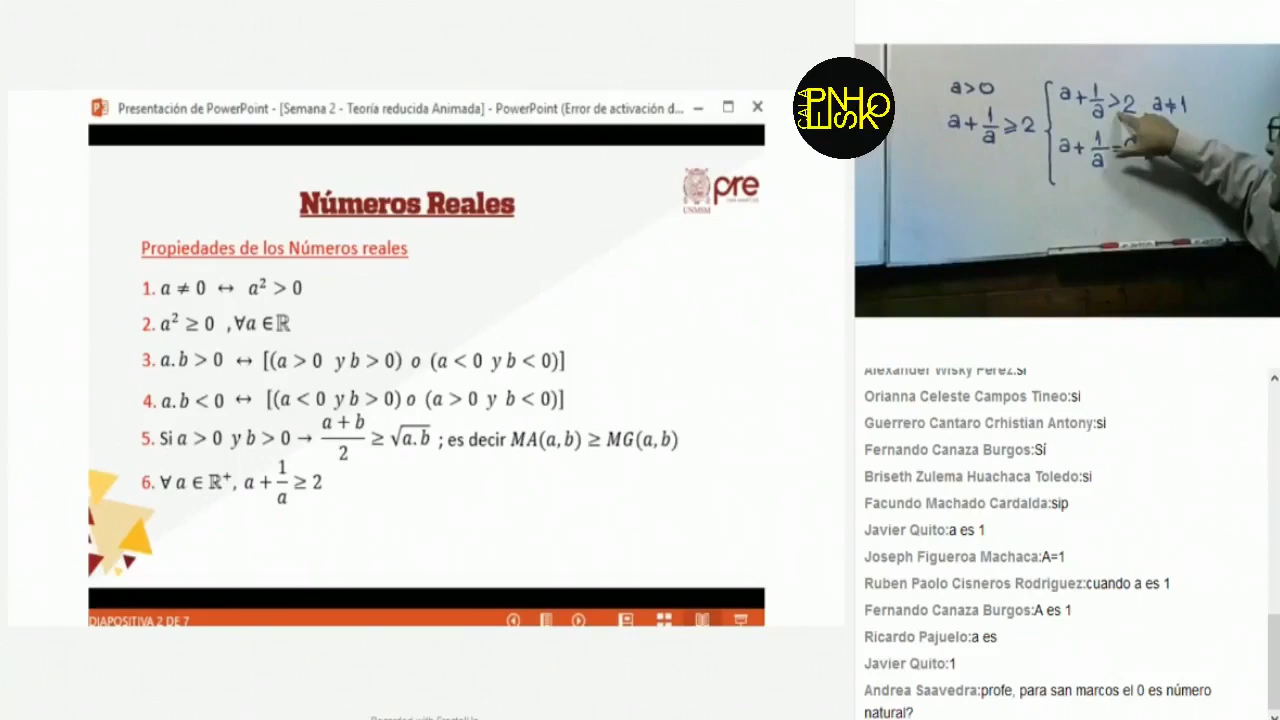 Presentación de PowerPoint - [Semana 2 - Teoría reducida Animada] - PowerPoint (Error de activación d...
Números Reales
pre
UNMSM
Propiedades de los Números reales
1. a ≠ 0 ↔ a² > 0
2. a² ≥ 0 , ∀a ∈ ℝ
3. a.b > 0 ↔ [(a > 0 y b > 0) o (a < 0 y b < 0)]
4. a.b < 0 ↔ [(a < 0 y b > 0) o (a > 0 y b < 0)]
5. Si a > 0 y b > 0 → (a + b)/2 ≥ √a.b ; es decir MA(a, b) ≥ MG(a, b)
6. ∀ a ∈ ℝ⁺, a + 1/a ≥ 2
DIAPOSITIVA 2 DE 7
a>0
a + 1/a ≥ 2
a + 1/a > 2 a ≠ 1
a + 1/a =
Alexander Wisky Perez:si
Orianna Celeste Campos Tineo:si
Guerrero Cantaro Crhistian Antony:si
Fernando Canaza Burgos:Sí
Briseth Zulema Huachaca Toledo:si
Facundo Machado Cardalda:sip
Javier Quito:a es 1
Joseph Figueroa Machaca:A=1
Ruben Paolo Cisneros Rodriguez:cuando a es 1
Fernando Canaza Burgos:A es 1
Ricardo Pajuelo:a es
Javier Quito:1
Andrea Saavedra:profe, para san marcos el 0 es número
natural?